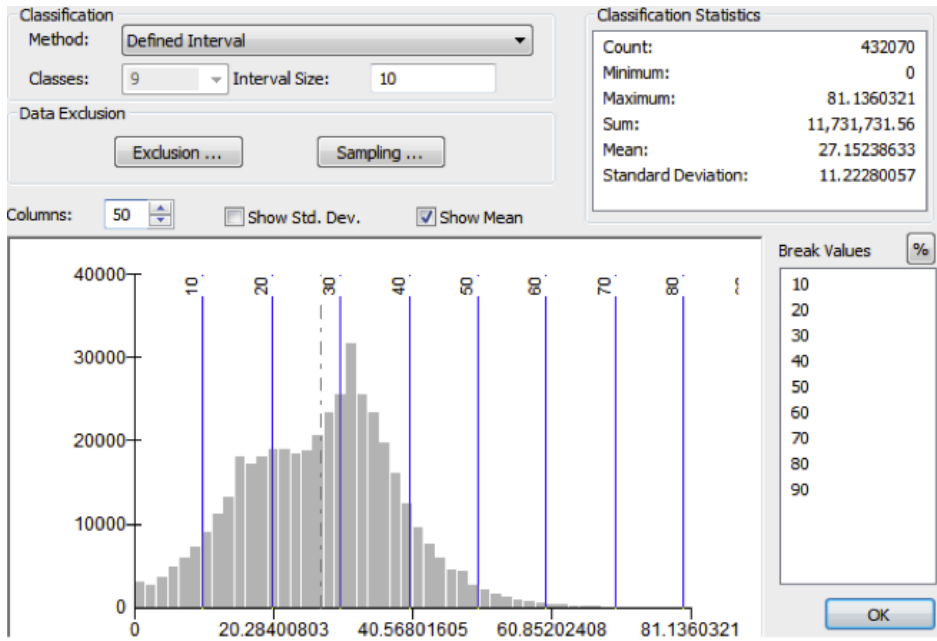 Classification
Method: Defined Interval
Classes: 9 Interval Size: 10
Data Exclusion
Exclusion ... Sampling ...
Classification Statistics
Count: 432070
Minimum: 0
Maximum: 81.1360321
Sum: 11,731,731.56
Mean: 27.15238633
Standard Deviation: 11.22280057
Columns: 50 Show Std. Dev. Show Mean
10 20 30 40 50 60 70 80
40000
30000
20000
10000
0
0 20.28400803 40.56801605 60.85202408 81.1360321
Break Values %
10
20
30
40
50
60
70
80
90
OK